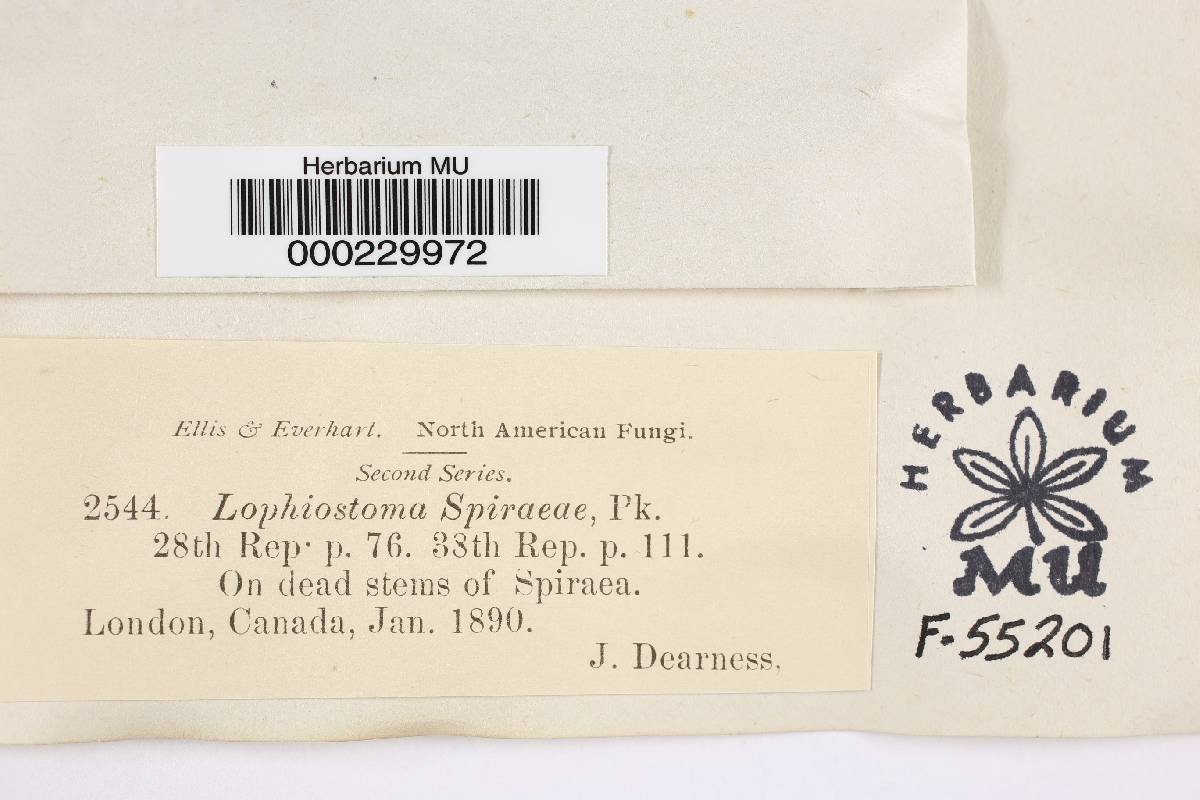 Herbarium MU
000229972
Ellis & Everhart. North American Fungi.
Second Series.
2544. Lophiostoma Spiraeae, Pk.
28th Rep. p. 76. 38th Rep. p. 111.
On dead stems of Spiraea.
London, Canada, Jan. 1890.
J. Dearness.
HERBARIUM
MU
F-55201